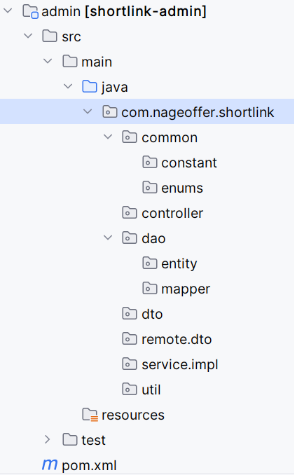 admin [shortlink-admin]
src
main
java
com.nageoffer.shortlink
common
constant
enums
controller
dao
entity
mapper
dto
remote.dto
service.impl
util
resources
test
m pom.xml